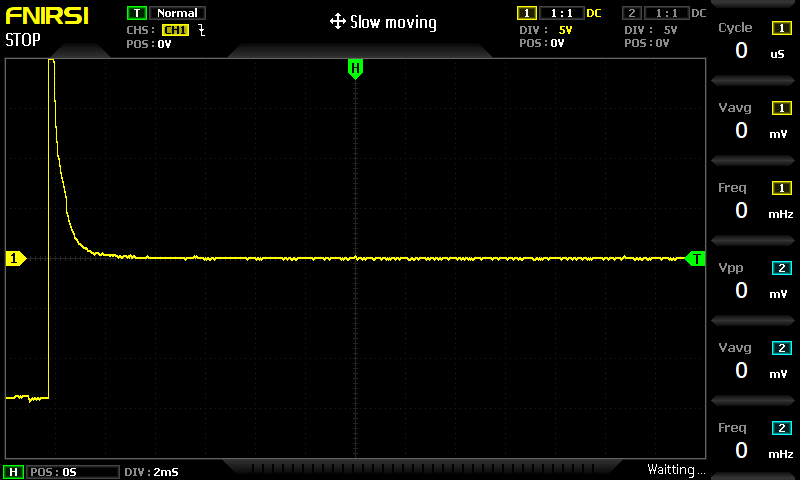 FNIRSI
STOP
T Normal
CHS: CH1
POS: 0V
Slow moving
1 1:1 DC
DIV: 5V
POS: 0V
2 1:1 DC
DIV: 5V
POS: 0V
H
1
T
Cycle 1
0 uS
Vavg 1
0 mV
Freq 1
0 mHz
Vpp 2
0 mV
Vavg 2
0 mV
Freq 2
0 mHz
H POS: 0S DIV: 2mS
Waitting...